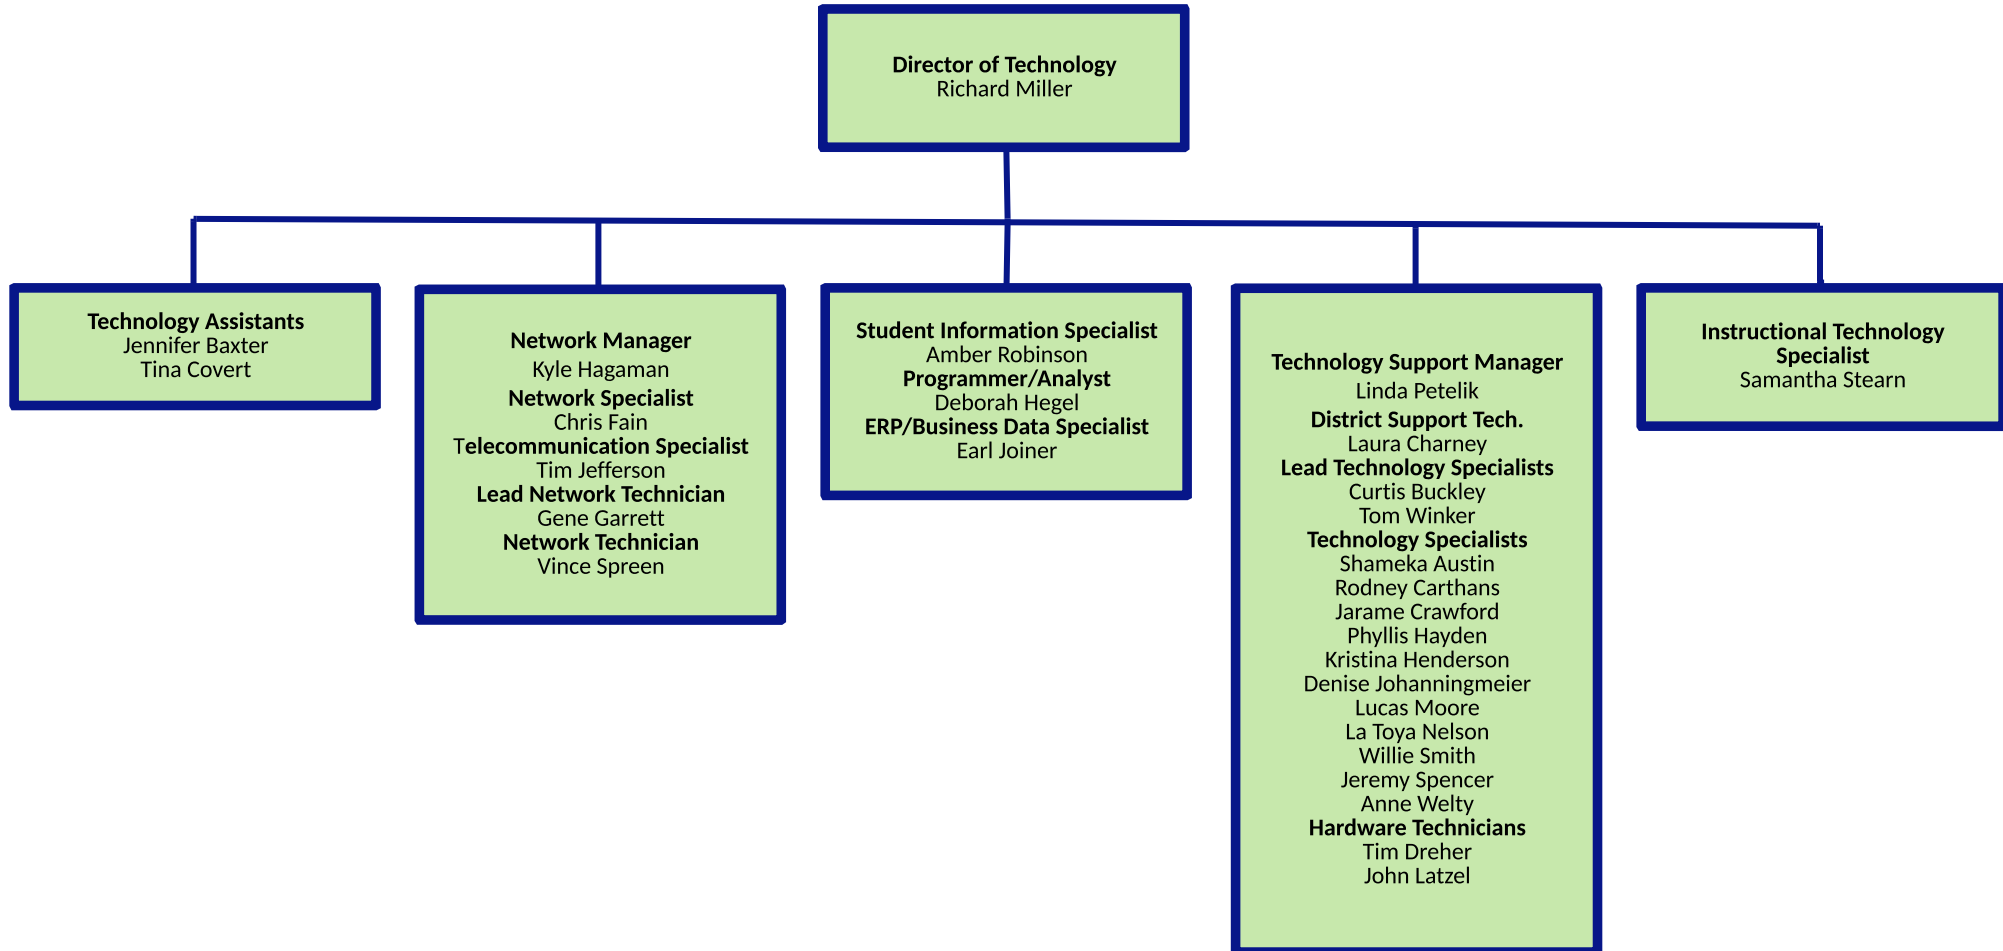 Director of Technology
Richard Miller
Technology Assistants
Jennifer Baxter
Tina Covert
Network Manager
Kyle Hagaman
Network Specialist
Chris Fain
Telecommunication Specialist
Tim Jefferson
Lead Network Technician
Gene Garrett
Network Technician
Vince Spreen
Student Information Specialist
Amber Robinson
Programmer/Analyst
Deborah Hegel
ERP/Business Data Specialist
Earl Joiner
Technology Support Manager
Linda Petelik
District Support Tech.
Laura Charney
Lead Technology Specialists
Curtis Buckley
Tom Winker
Technology Specialists
Shameka Austin
Rodney Carthans
Jarame Crawford
Phyllis Hayden
Kristina Henderson
Denise Johanningmeier
Lucas Moore
La Toya Nelson
Willie Smith
Jeremy Spencer
Anne Welty
Hardware Technicians
Tim Dreher
John Latzel
Instructional Technology
Specialist
Samantha Stearn